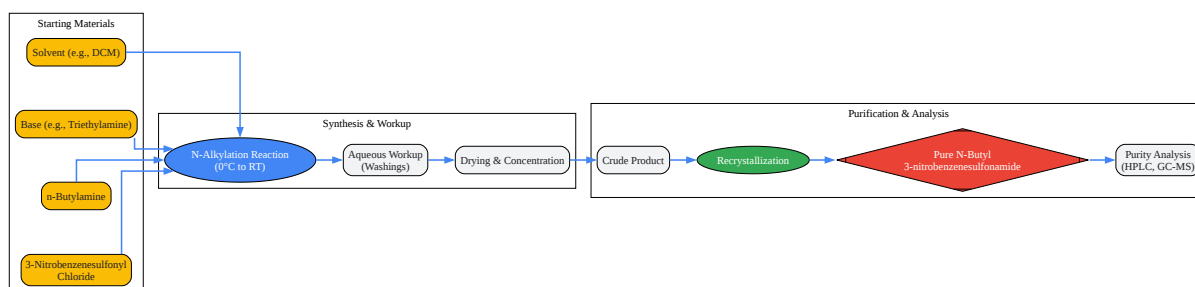 Starting Materials
Solvent (e.g., DCM)
Base (e.g., Triethylamine)
n-Butylamine
3-Nitrobenzenesulfonyl
Chloride
Synthesis & Workup
N-Alkylation Reaction
(0°C to RT)
Aqueous Workup
(Washings)
Drying & Concentration
Purification & Analysis
Crude Product
Recrystallization
Pure N-Butyl
3-nitrobenzenesulfonamide
Purity Analysis
(HPLC, GC-MS)